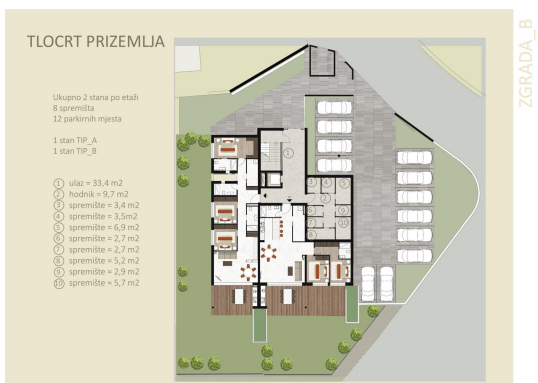 TLOCRT PRIZEMLJA
ZGRADA_B
Ukupno 2 stana po etaži
8 spremišta
12 parkirnih mjesta
1 stan TIP_A
1 stan TIP_B
1 ulaz = 33,4 m2
2 hodnik = 9,7 m2
3 spremište = 3,4 m2
4 spremište = 3,5m2
5 spremište = 6,9 m2
6 spremište = 2,7 m2
7 spremište = 2,7 m2
8 spremište = 5,2 m2
9 spremište = 2,9 m2
10 spremište = 5,7 m2